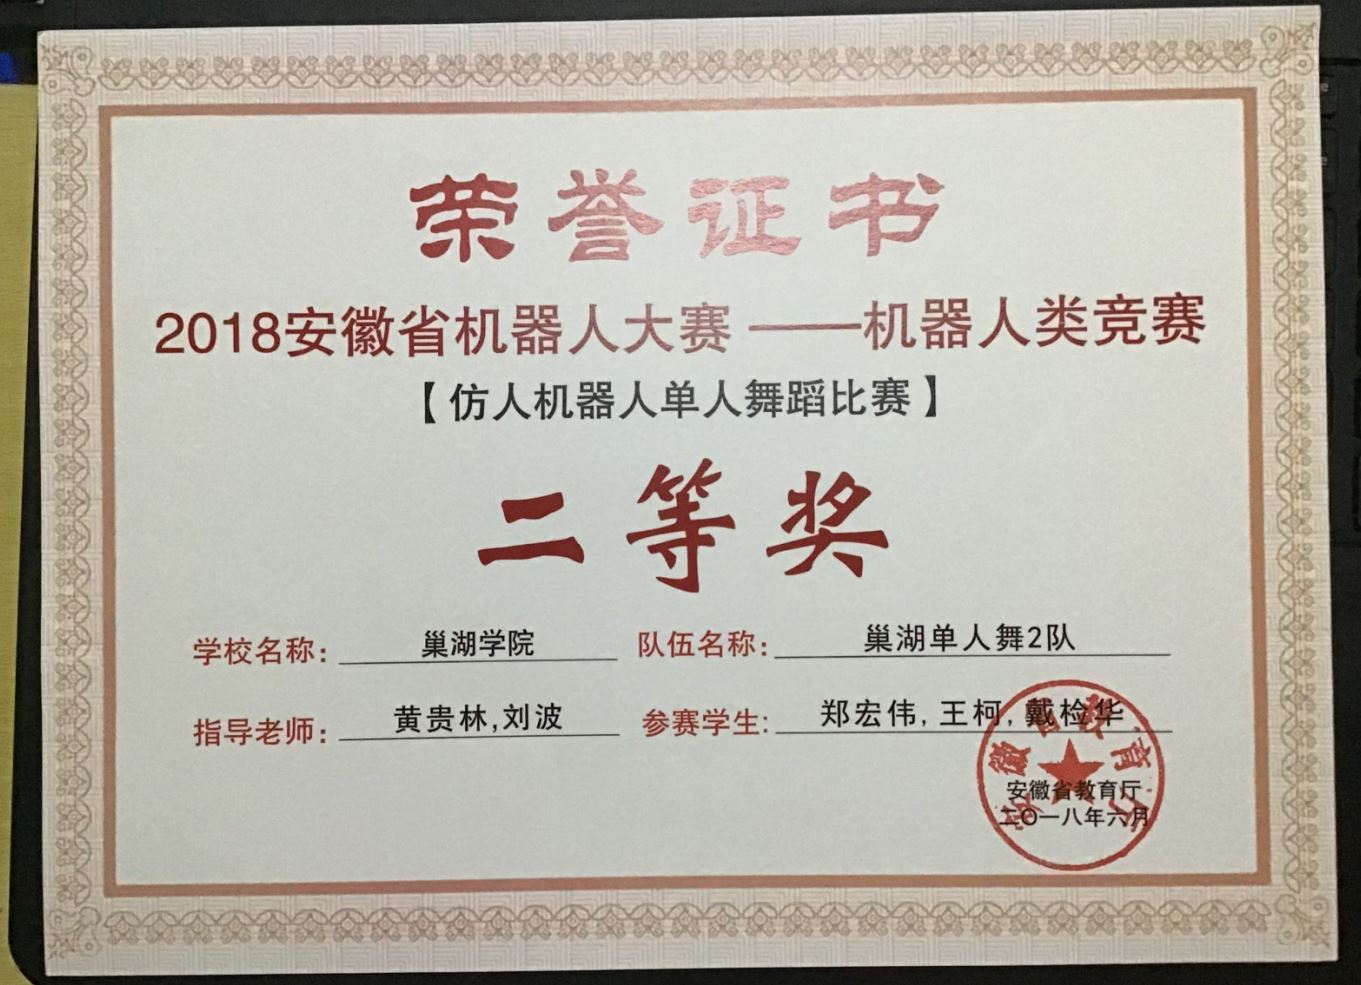 荣誉证书
2018安徽省机器人大赛 ——机器人类竞赛
【仿人机器人单人舞蹈比赛】
二等奖
学校名称： 巢湖学院 队伍名称： 巢湖单人舞2队
指导老师： 黄贵林,刘波 参赛学生: 郑宏伟, 王柯, 戴检华
安徽省教育厅
安徽省教育厅
二〇一八年六月